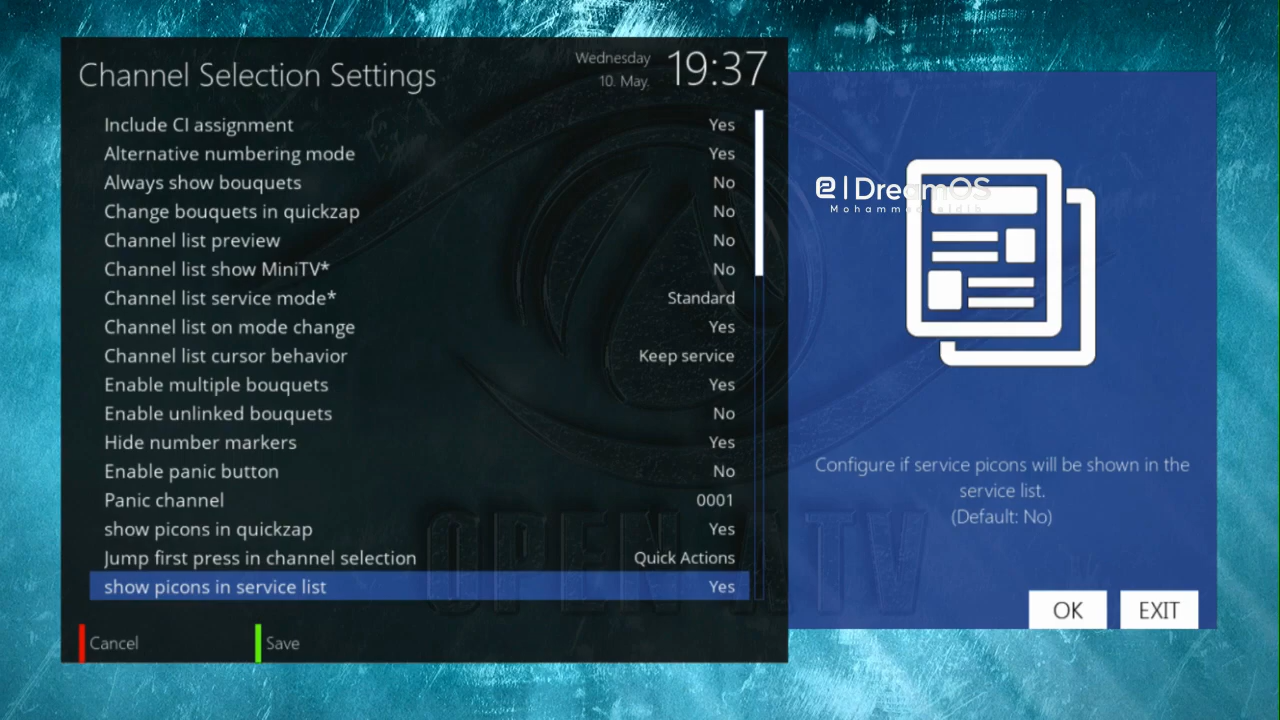 Channel Selection Settings
Wednesday
10. May.
19:37
Include CI assignment Yes
Alternative numbering mode Yes
Always show bouquets No
Change bouquets in quickzap No
Channel list preview No
Channel list show MiniTV* No
Channel list service mode* Standard
Channel list on mode change Yes
Channel list cursor behavior Keep service
Enable multiple bouquets Yes
Enable unlinked bouquets No
Hide number markers Yes
Enable panic button No
Panic channel 0001
show picons in quickzap Yes
Jump first press in channel selection Quick Actions
show picons in service list Yes
Cancel Save
DreamOS
Configure if service picons will be shown in the
service list.
(Default: No)
OK EXIT
OPEN ATV